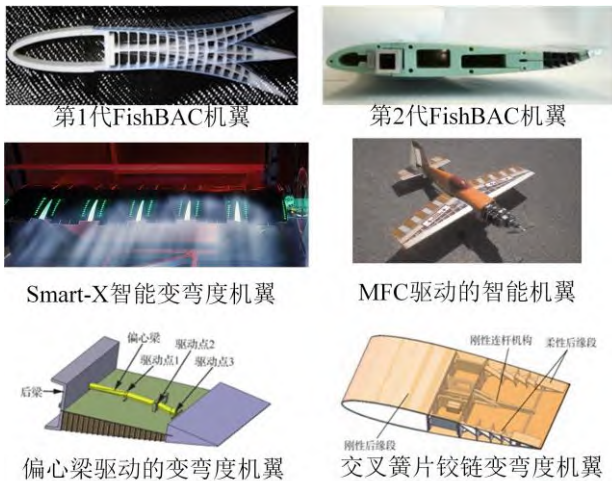 第1代FishBAC机翼
第2代FishBAC机翼
Smart-X智能变弯度机翼
MFC驱动的智能机翼
偏心梁
驱动点2
驱动点1
驱动点3
后梁
刚性连杆机构
柔性后缘段
刚性后缘段
偏心梁驱动的变弯度机翼
交叉簧片铰链变弯度机翼